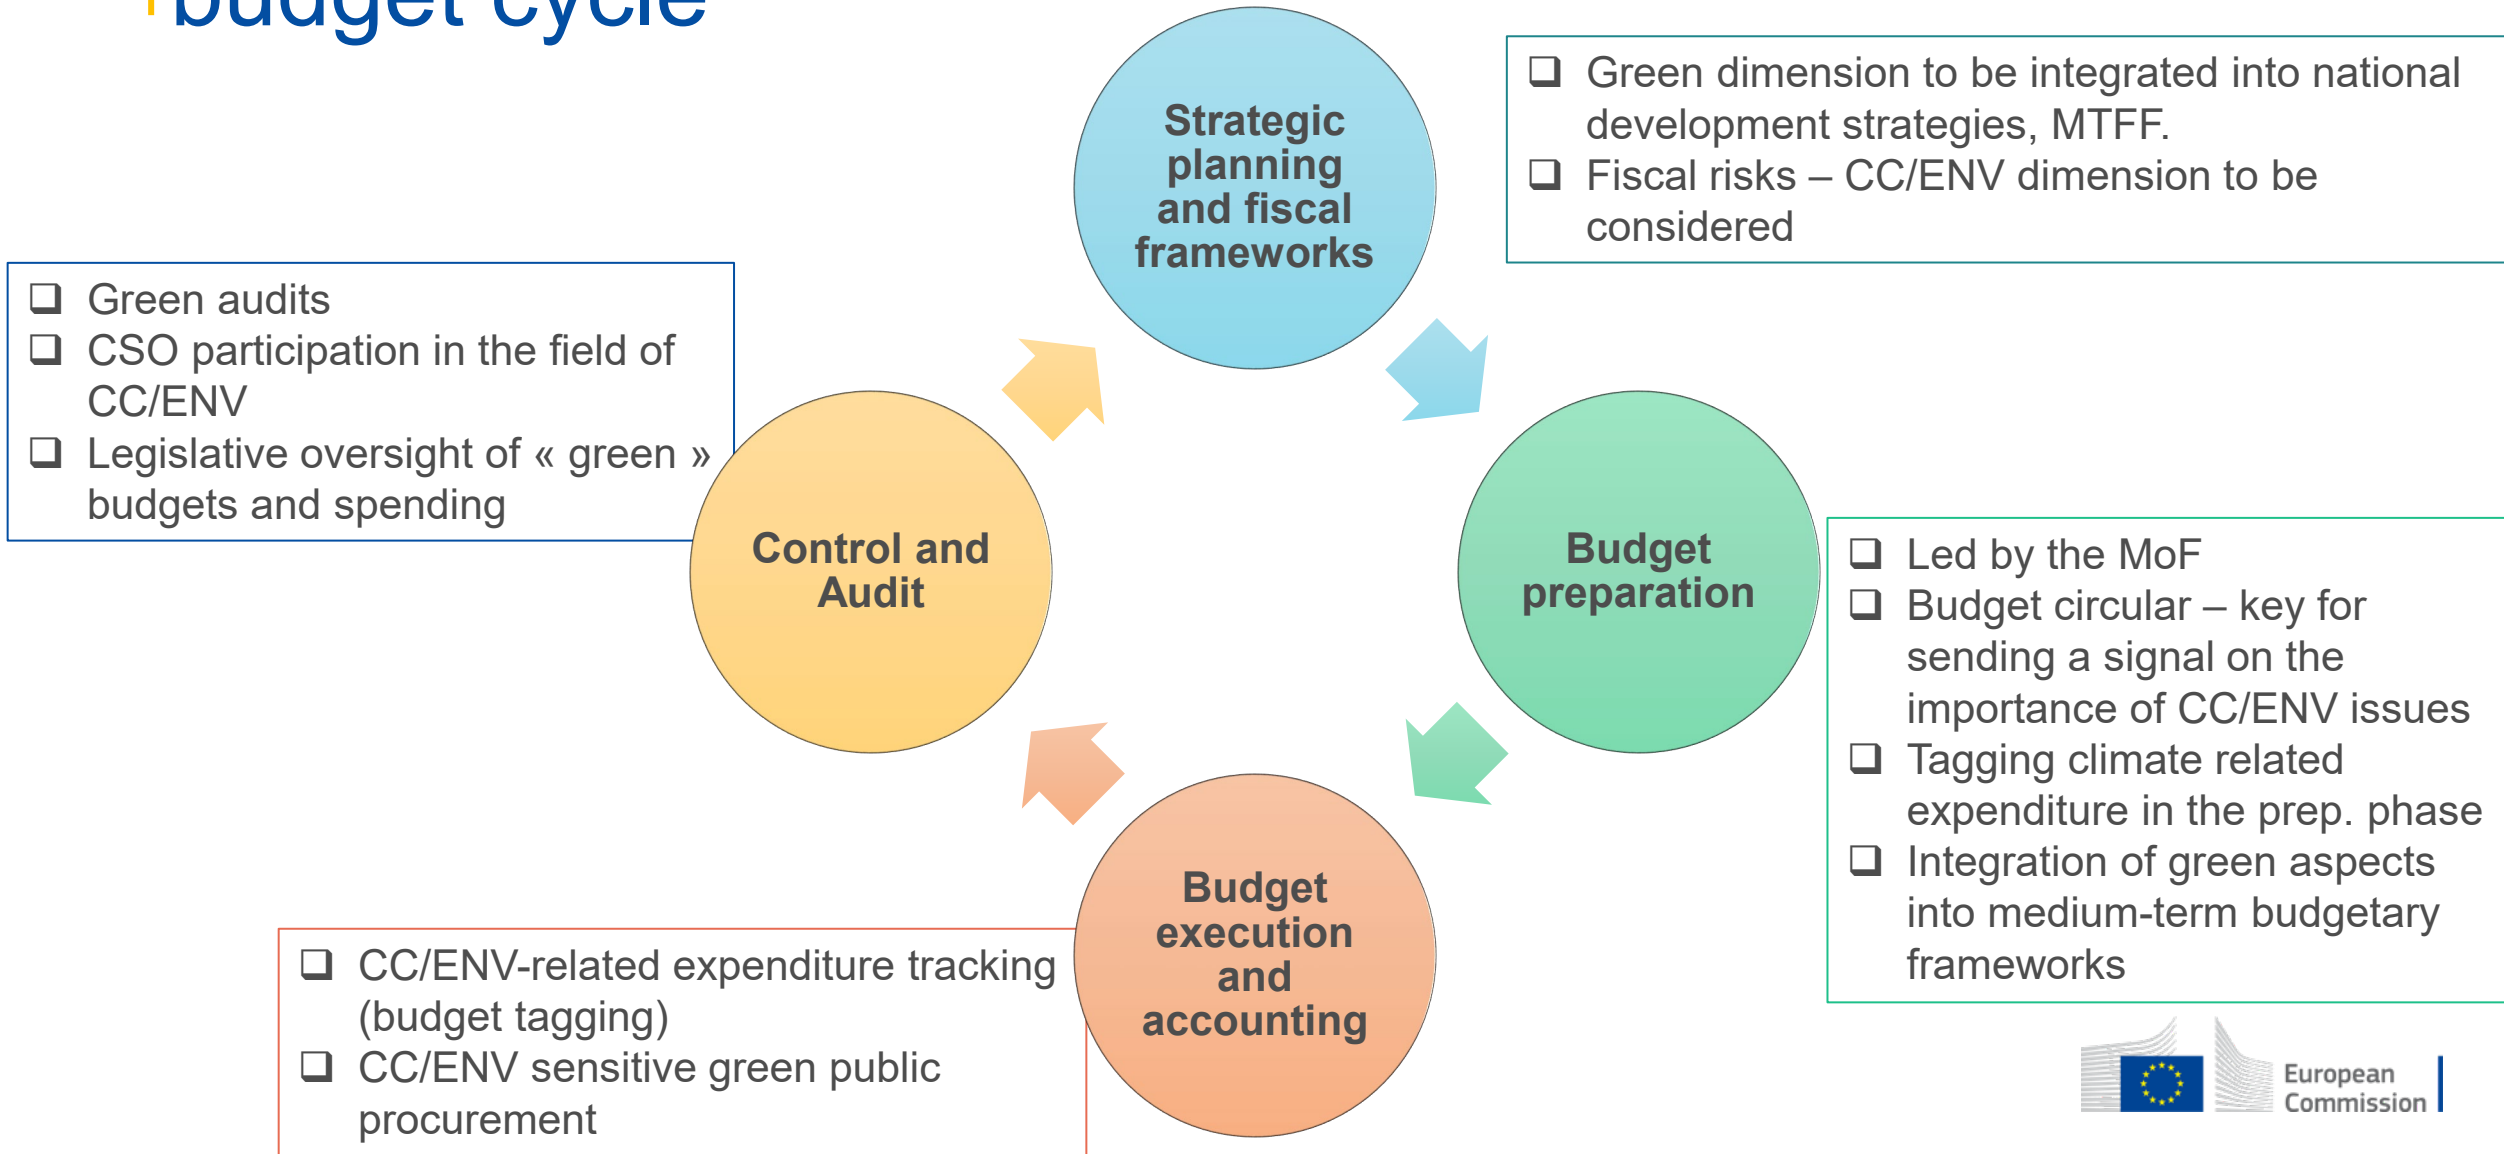 budget cycle
Strategic
planning
and fiscal
frameworks
❑ Green dimension to be integrated into national
development strategies, MTFF.
❑ Fiscal risks – CC/ENV dimension to be
considered
❑ Green audits
❑ CSO participation in the field of
CC/ENV
❑ Legislative oversight of « green »
budgets and spending
Control and
Audit
Budget
preparation
❑ Led by the MoF
❑ Budget circular – key for
sending a signal on the
importance of CC/ENV issues
❑ Tagging climate related
expenditure in the prep. phase
❑ Integration of green aspects
into medium-term budgetary
frameworks
Budget
execution
and
accounting
❑ CC/ENV-related expenditure tracking
(budget tagging)
❑ CC/ENV sensitive green public
procurement
European
Commission